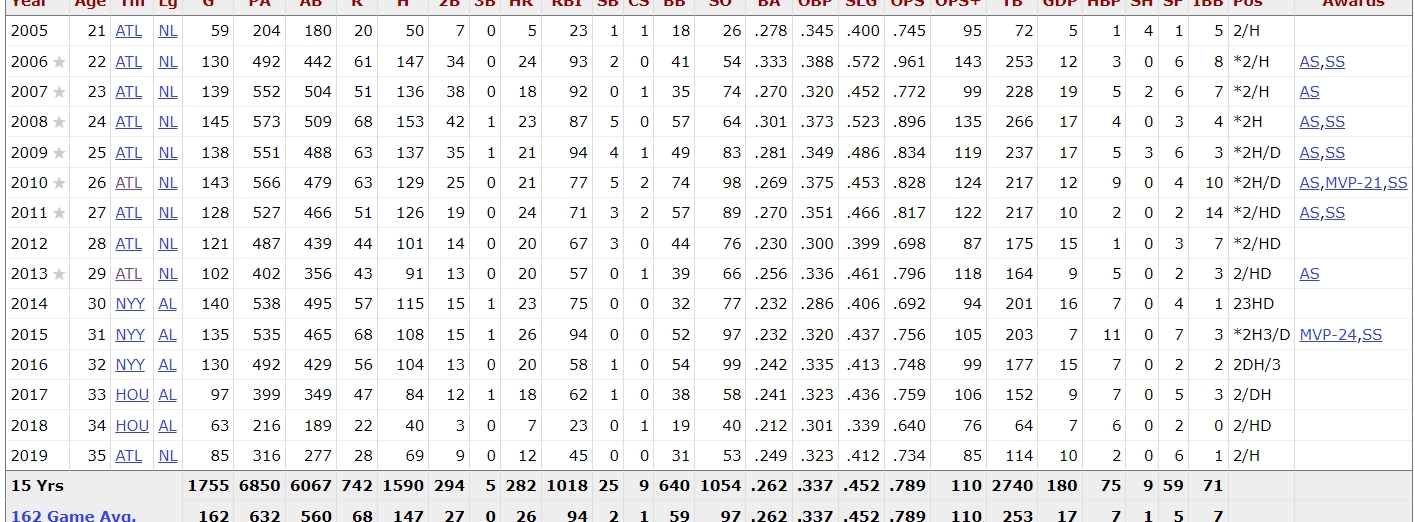 Year Age Tm Lg G PA AB R H 2B 3B HR RBI SB CS BB SO BA OBP SLG OPS OPS+ TB GDP HBP SH SF IBB Pos Awards
2005 21 ATL NL 59 204 180 20 50 7 0 5 23 1 1 18 26 .278 .345 .400 .745 95 72 5 1 4 1 5 2/H
2006 ★ 22 ATL NL 130 492 442 61 147 34 0 24 93 2 0 41 54 .333 .388 .572 .961 143 253 12 3 0 6 8 *2/H AS,SS
2007 ★ 23 ATL NL 139 552 504 51 136 38 0 18 92 0 1 35 74 .270 .320 .452 .772 99 228 19 5 2 6 7 *2/H AS
2008 ★ 24 ATL NL 145 573 509 68 153 42 1 23 87 5 0 57 64 .301 .373 .523 .896 135 266 17 4 0 3 4 *2H AS,SS
2009 ★ 25 ATL NL 138 551 488 63 137 35 1 21 94 4 1 49 83 .281 .349 .486 .834 119 237 17 5 3 6 3 *2H/D AS,SS
2010 ★ 26 ATL NL 143 566 479 63 129 25 0 21 77 5 2 74 98 .269 .375 .453 .828 124 217 12 9 0 4 10 *2H/D AS,MVP-21,SS
2011 ★ 27 ATL NL 128 527 466 51 126 19 0 24 71 3 2 57 89 .270 .351 .466 .817 122 217 10 2 0 2 14 *2/HD AS,SS
2012 28 ATL NL 121 487 439 44 101 14 0 20 67 3 0 44 76 .230 .300 .399 .698 87 175 15 1 0 3 7 *2/HD
2013 ★ 29 ATL NL 102 402 356 43 91 13 0 20 57 0 1 39 66 .256 .336 .461 .796 118 164 9 5 0 2 3 2/HD AS
2014 30 NYY AL 140 538 495 57 115 15 1 23 75 0 0 32 77 .232 .286 .406 .692 94 201 16 7 0 4 1 23HD
2015 31 NYY AL 135 535 465 68 108 15 1 26 94 0 0 52 97 .232 .320 .437 .756 105 203 7 11 0 7 3 *2H3/D MVP-24,SS
2016 32 NYY AL 130 492 429 56 104 13 0 20 58 1 0 54 99 .242 .335 .413 .748 99 177 15 7 0 2 2 2DH/3
2017 33 HOU AL 97 399 349 47 84 12 1 18 62 1 0 38 58 .241 .323 .436 .759 106 152 9 7 0 5 3 2/DH
2018 34 HOU AL 63 216 189 22 40 3 0 7 23 0 1 19 40 .212 .301 .339 .640 76 64 7 6 0 2 0 2/HD
2019 35 ATL NL 85 316 277 28 69 9 0 12 45 0 0 31 53 .249 .323 .412 .734 85 114 10 2 0 6 1 2/H
15 Yrs 1755 6850 6067 742 1590 294 5 282 1018 25 9 640 1054 .262 .337 .452 .789 110 2740 180 75 9 59 71
162 Game Avg. 162 632 560 68 147 27 0 26 94 2 1 59 97 .262 .337 .452 .789 110 253 17 7 1 5 7